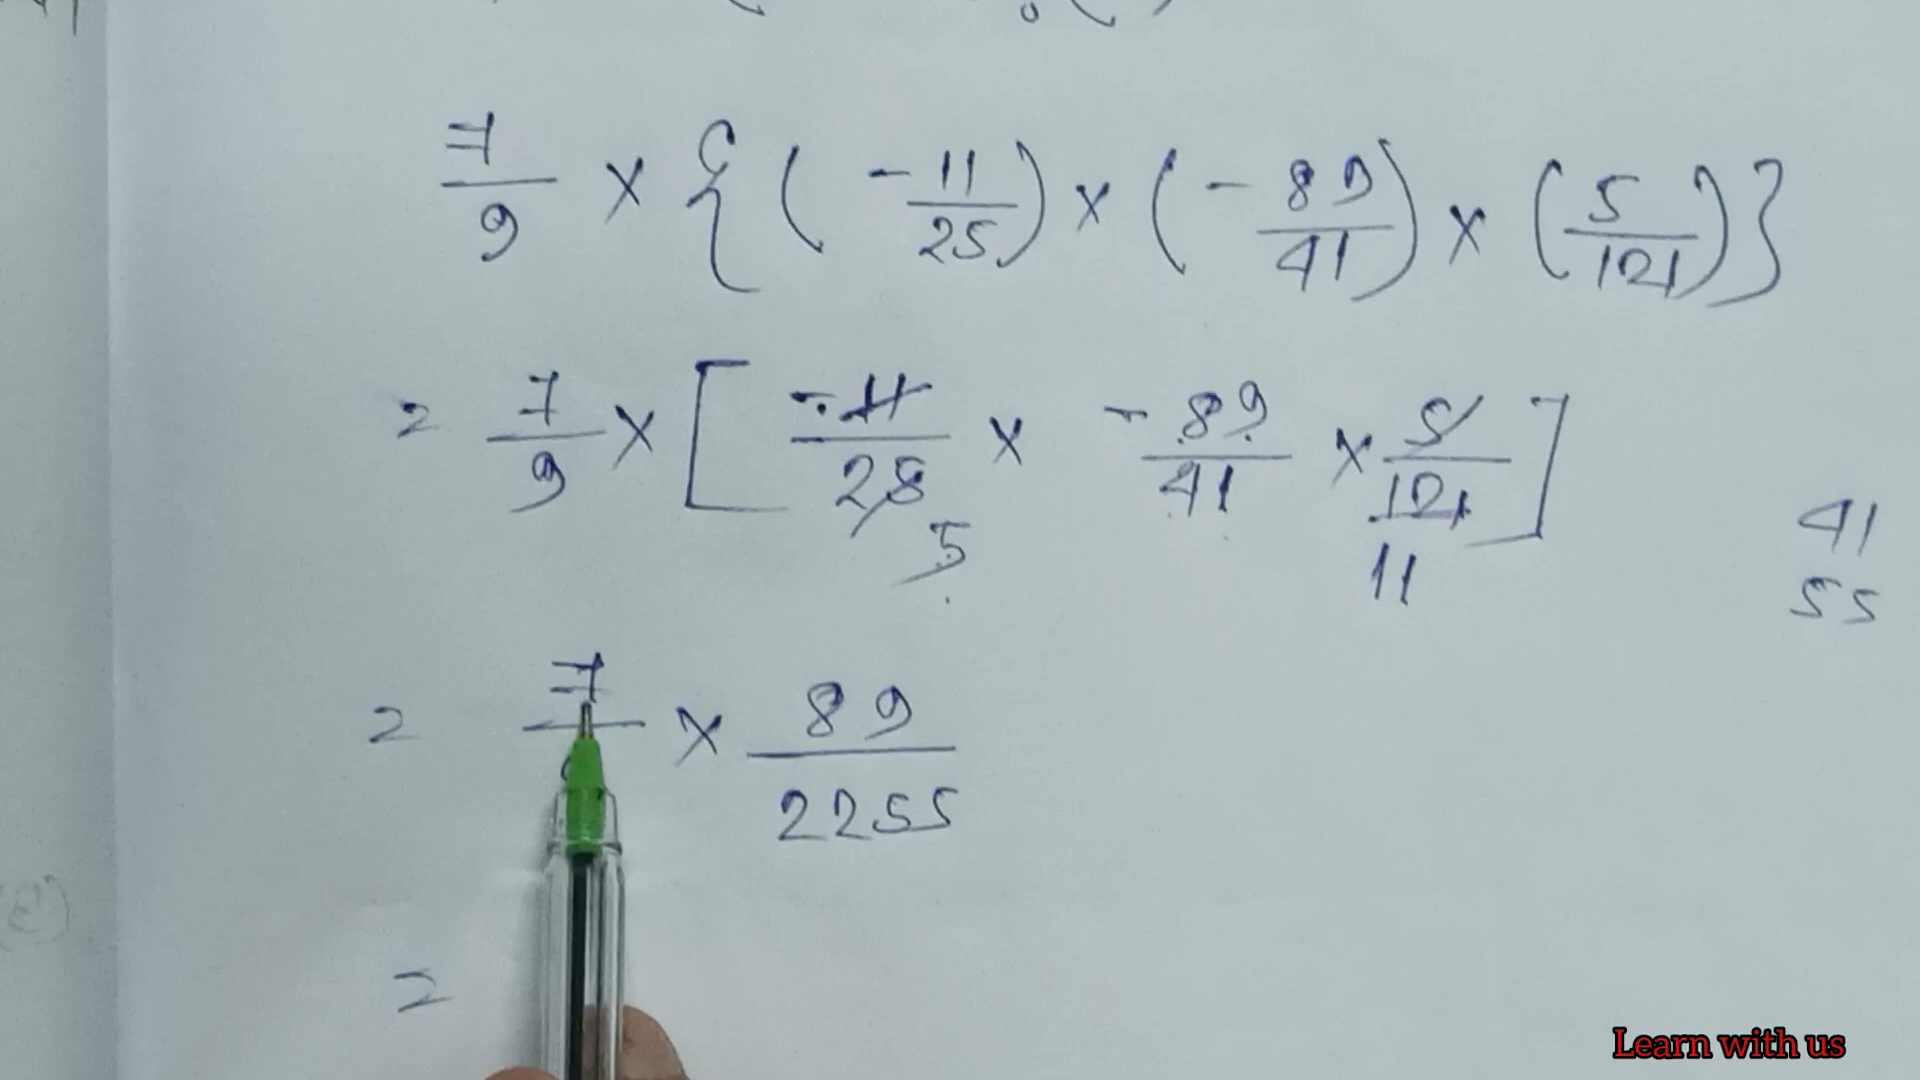 7/9 × { ( -11/25 ) × ( -89/41 ) × ( 5/121 ) }
= 7/9 × [ -11/25 × -89/41 × 5/121 ]
5 11
41
55
= 7/ × 89/2255
=
Learn with us